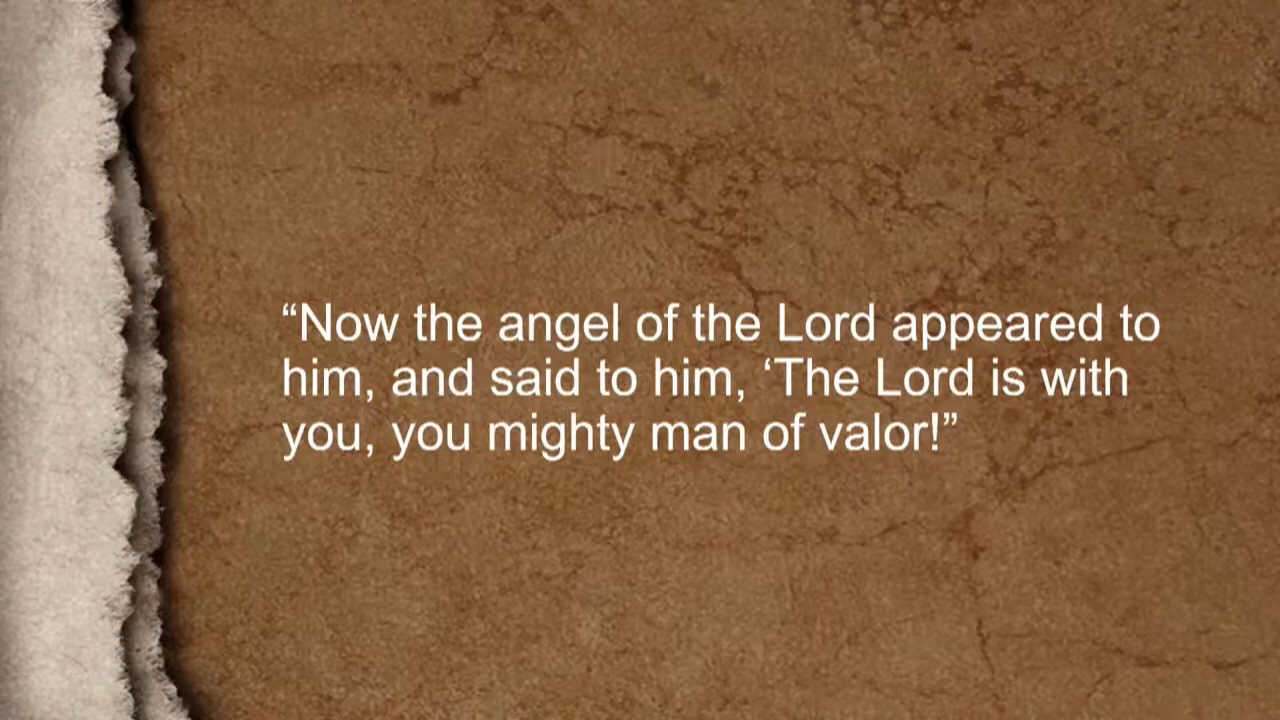 “Now the angel of the Lord appeared to
him, and said to him, ‘The Lord is with
you, you mighty man of valor!”